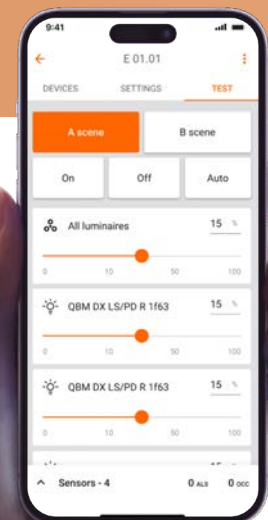 9:41
E 01.01
DEVICES SETTINGS TEST
A scene B scene
On Off Auto
All luminaires 15 %
0 10 50 100
QBM DX LS/PD R 1f63 15 %
0 10 50 100
QBM DX LS/PD R 1f63 15 %
0 10 50 100
Sensors - 4 0 ALS 0 OCC